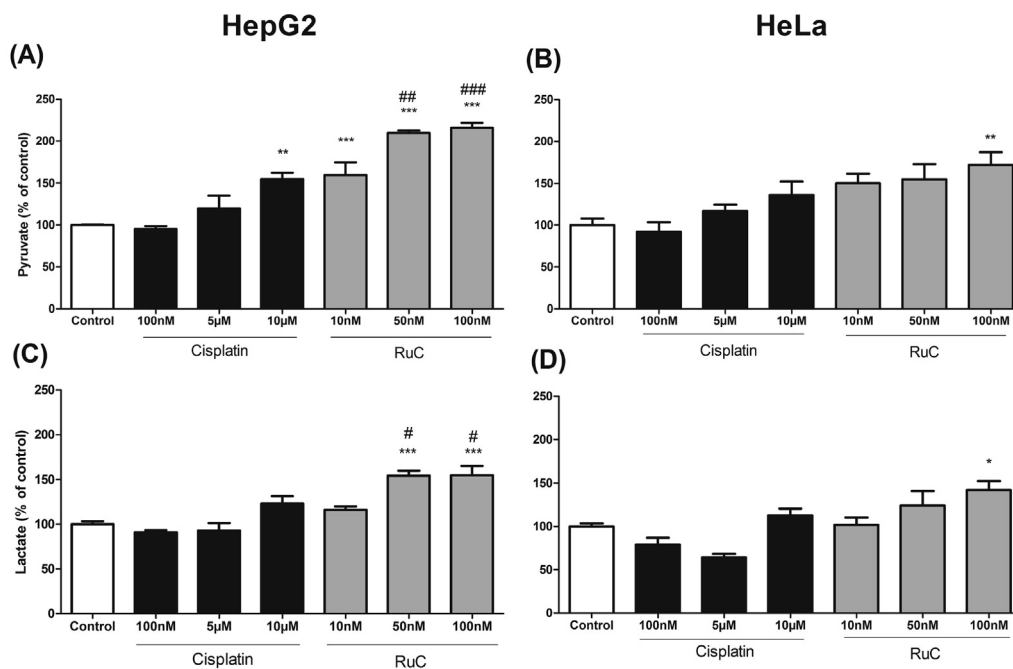 HepG2
HeLa
(A)
Pyruvate (% of control)
250
200
150
100
50
0
**
***
##
***
###
***
Control 100nM 5µM 10µM 10nM 50nM 100nM
Cisplatin RuC
(B)
250
200
150
100
50
0
**
Control 100nM 5µM 10µM 10nM 50nM 100nM
Cisplatin RuC
(C)
Lactate (% of control)
250
200
150
100
50
0
#
***
#
***
Control 100nM 5µM 10µM 10nM 50nM 100nM
Cisplatin RuC
(D)
250
200
150
100
50
0
*
Control 100nM 5µM 10µM 10nM 50nM 100nM
Cisplatin RuC